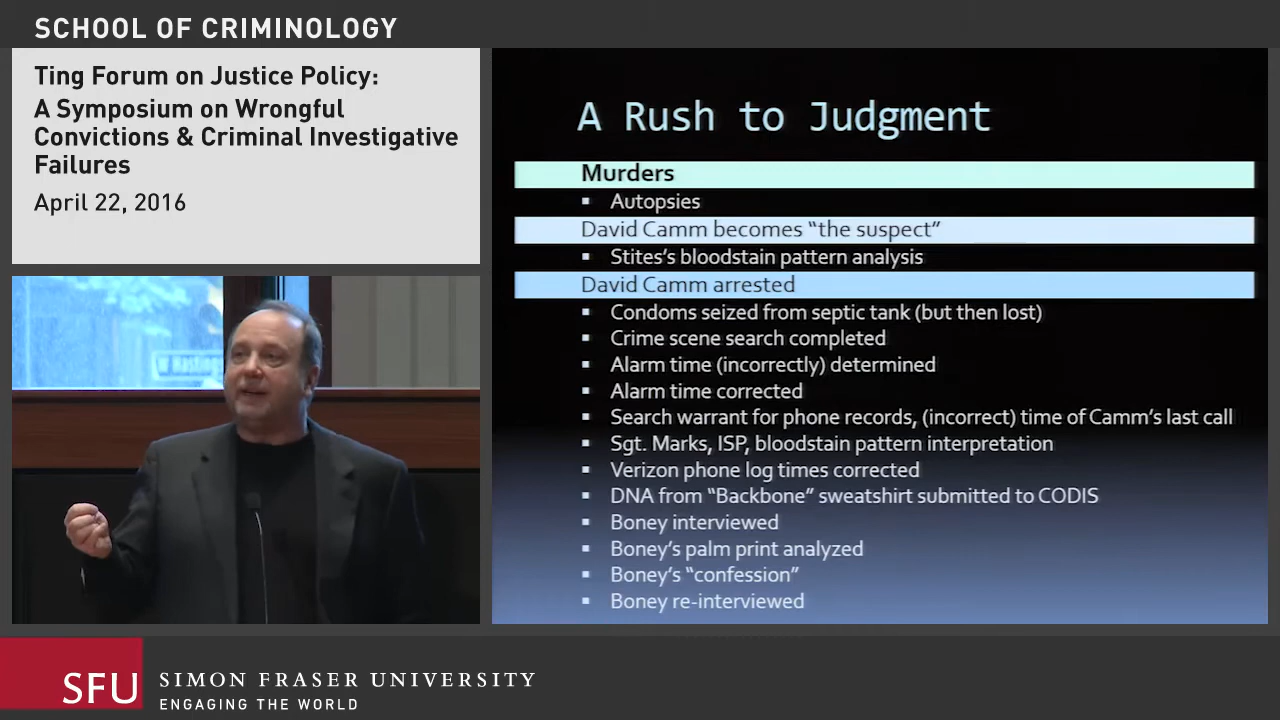 SCHOOL OF CRIMINOLOGY
Ting Forum on Justice Policy:
A Symposium on Wrongful
Convictions & Criminal Investigative
Failures
April 22, 2016
A Rush to Judgment
Murders
▪ Autopsies
David Camm becomes “the suspect”
▪ Stites’s bloodstain pattern analysis
David Camm arrested
▪ Condoms seized from septic tank (but then lost)
▪ Crime scene search completed
▪ Alarm time (incorrectly) determined
▪ Alarm time corrected
▪ Search warrant for phone records, (incorrect) time of Camm’s last call
▪ Sgt. Marks, ISP, bloodstain pattern interpretation
▪ Verizon phone log times corrected
▪ DNA from “Backbone” sweatshirt submitted to CODIS
▪ Boney interviewed
▪ Boney’s palm print analyzed
▪ Boney’s “confession”
▪ Boney re-interviewed
W Hastings
SFU SIMON FRASER UNIVERSITY
ENGAGING THE WORLD